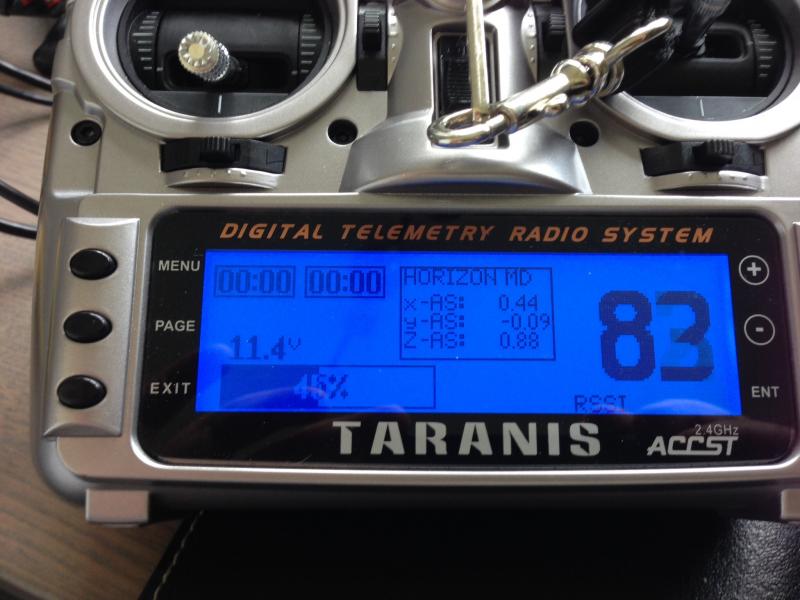 DIGITAL TELEMETRY RADIO SYSTEM
MENU
PAGE
EXIT
00:00 00:00
11.4V
45%
HORIZON MD
x-AS: 0.44
y-AS: -0.09
Z-AS: 0.88
83
RSSI
+
-
ENT
TARANIS
2.4GHz
ACCST